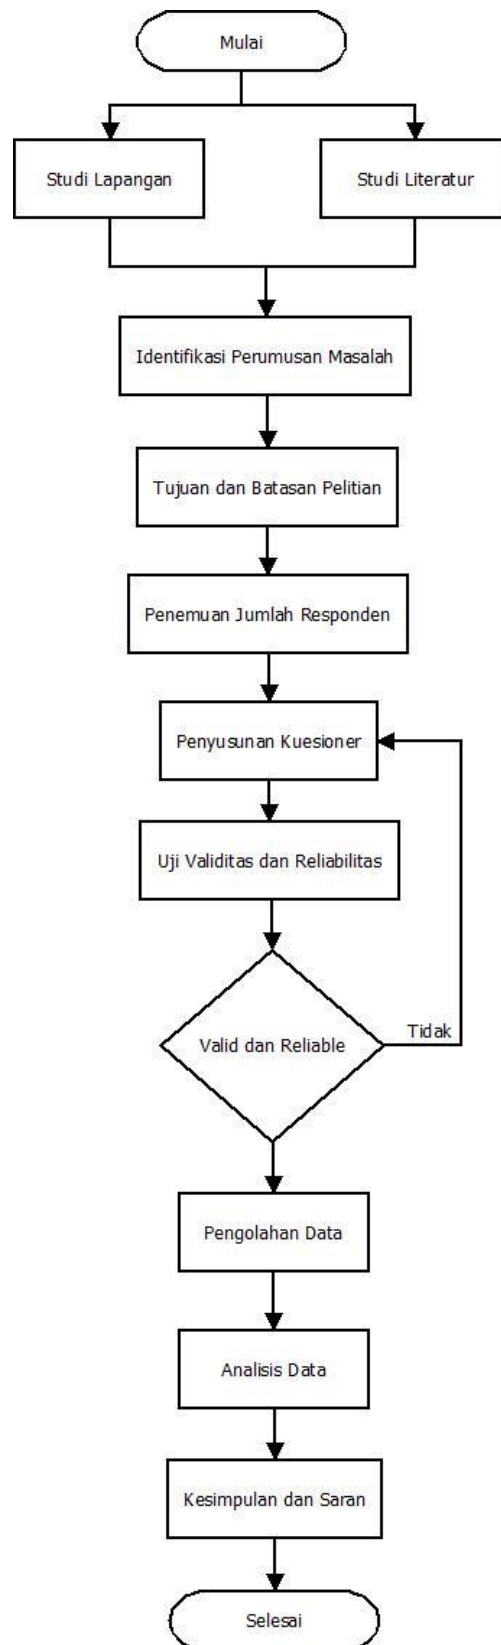 Mulai
Studi Lapangan
Studi Literatur
Identifikasi Perumusan Masalah
Tujuan dan Batasan Pelitian
Penemuan Jumlah Responden
Penyusunan Kuesioner
Uji Validitas dan Reliabilitas
Valid dan Reliable
Tidak
Pengolahan Data
Analisis Data
Kesimpulan dan Saran
Selesai